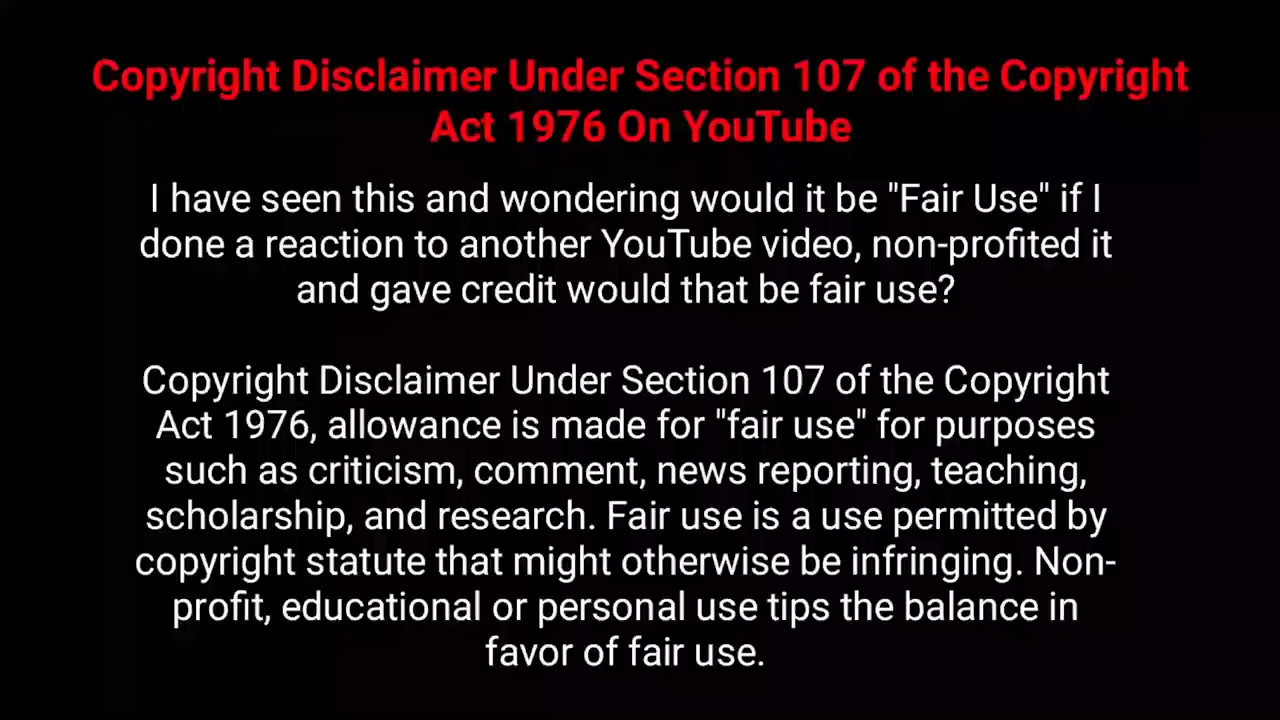 Copyright Disclaimer Under Section 107 of the Copyright
Act 1976 On YouTube
I have seen this and wondering would it be "Fair Use" if I
done a reaction to another YouTube video, non-profited it
and gave credit would that be fair use?
Copyright Disclaimer Under Section 107 of the Copyright
Act 1976, allowance is made for "fair use" for purposes
such as criticism, comment, news reporting, teaching,
scholarship, and research. Fair use is a use permitted by
copyright statute that might otherwise be infringing. Non-
profit, educational or personal use tips the balance in
favor of fair use.